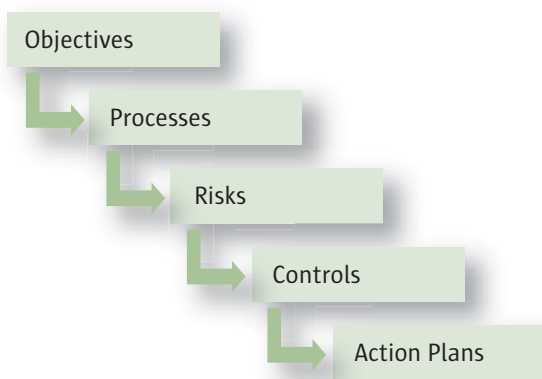 Objectives
Processes
Risks
Controls
Action Plans